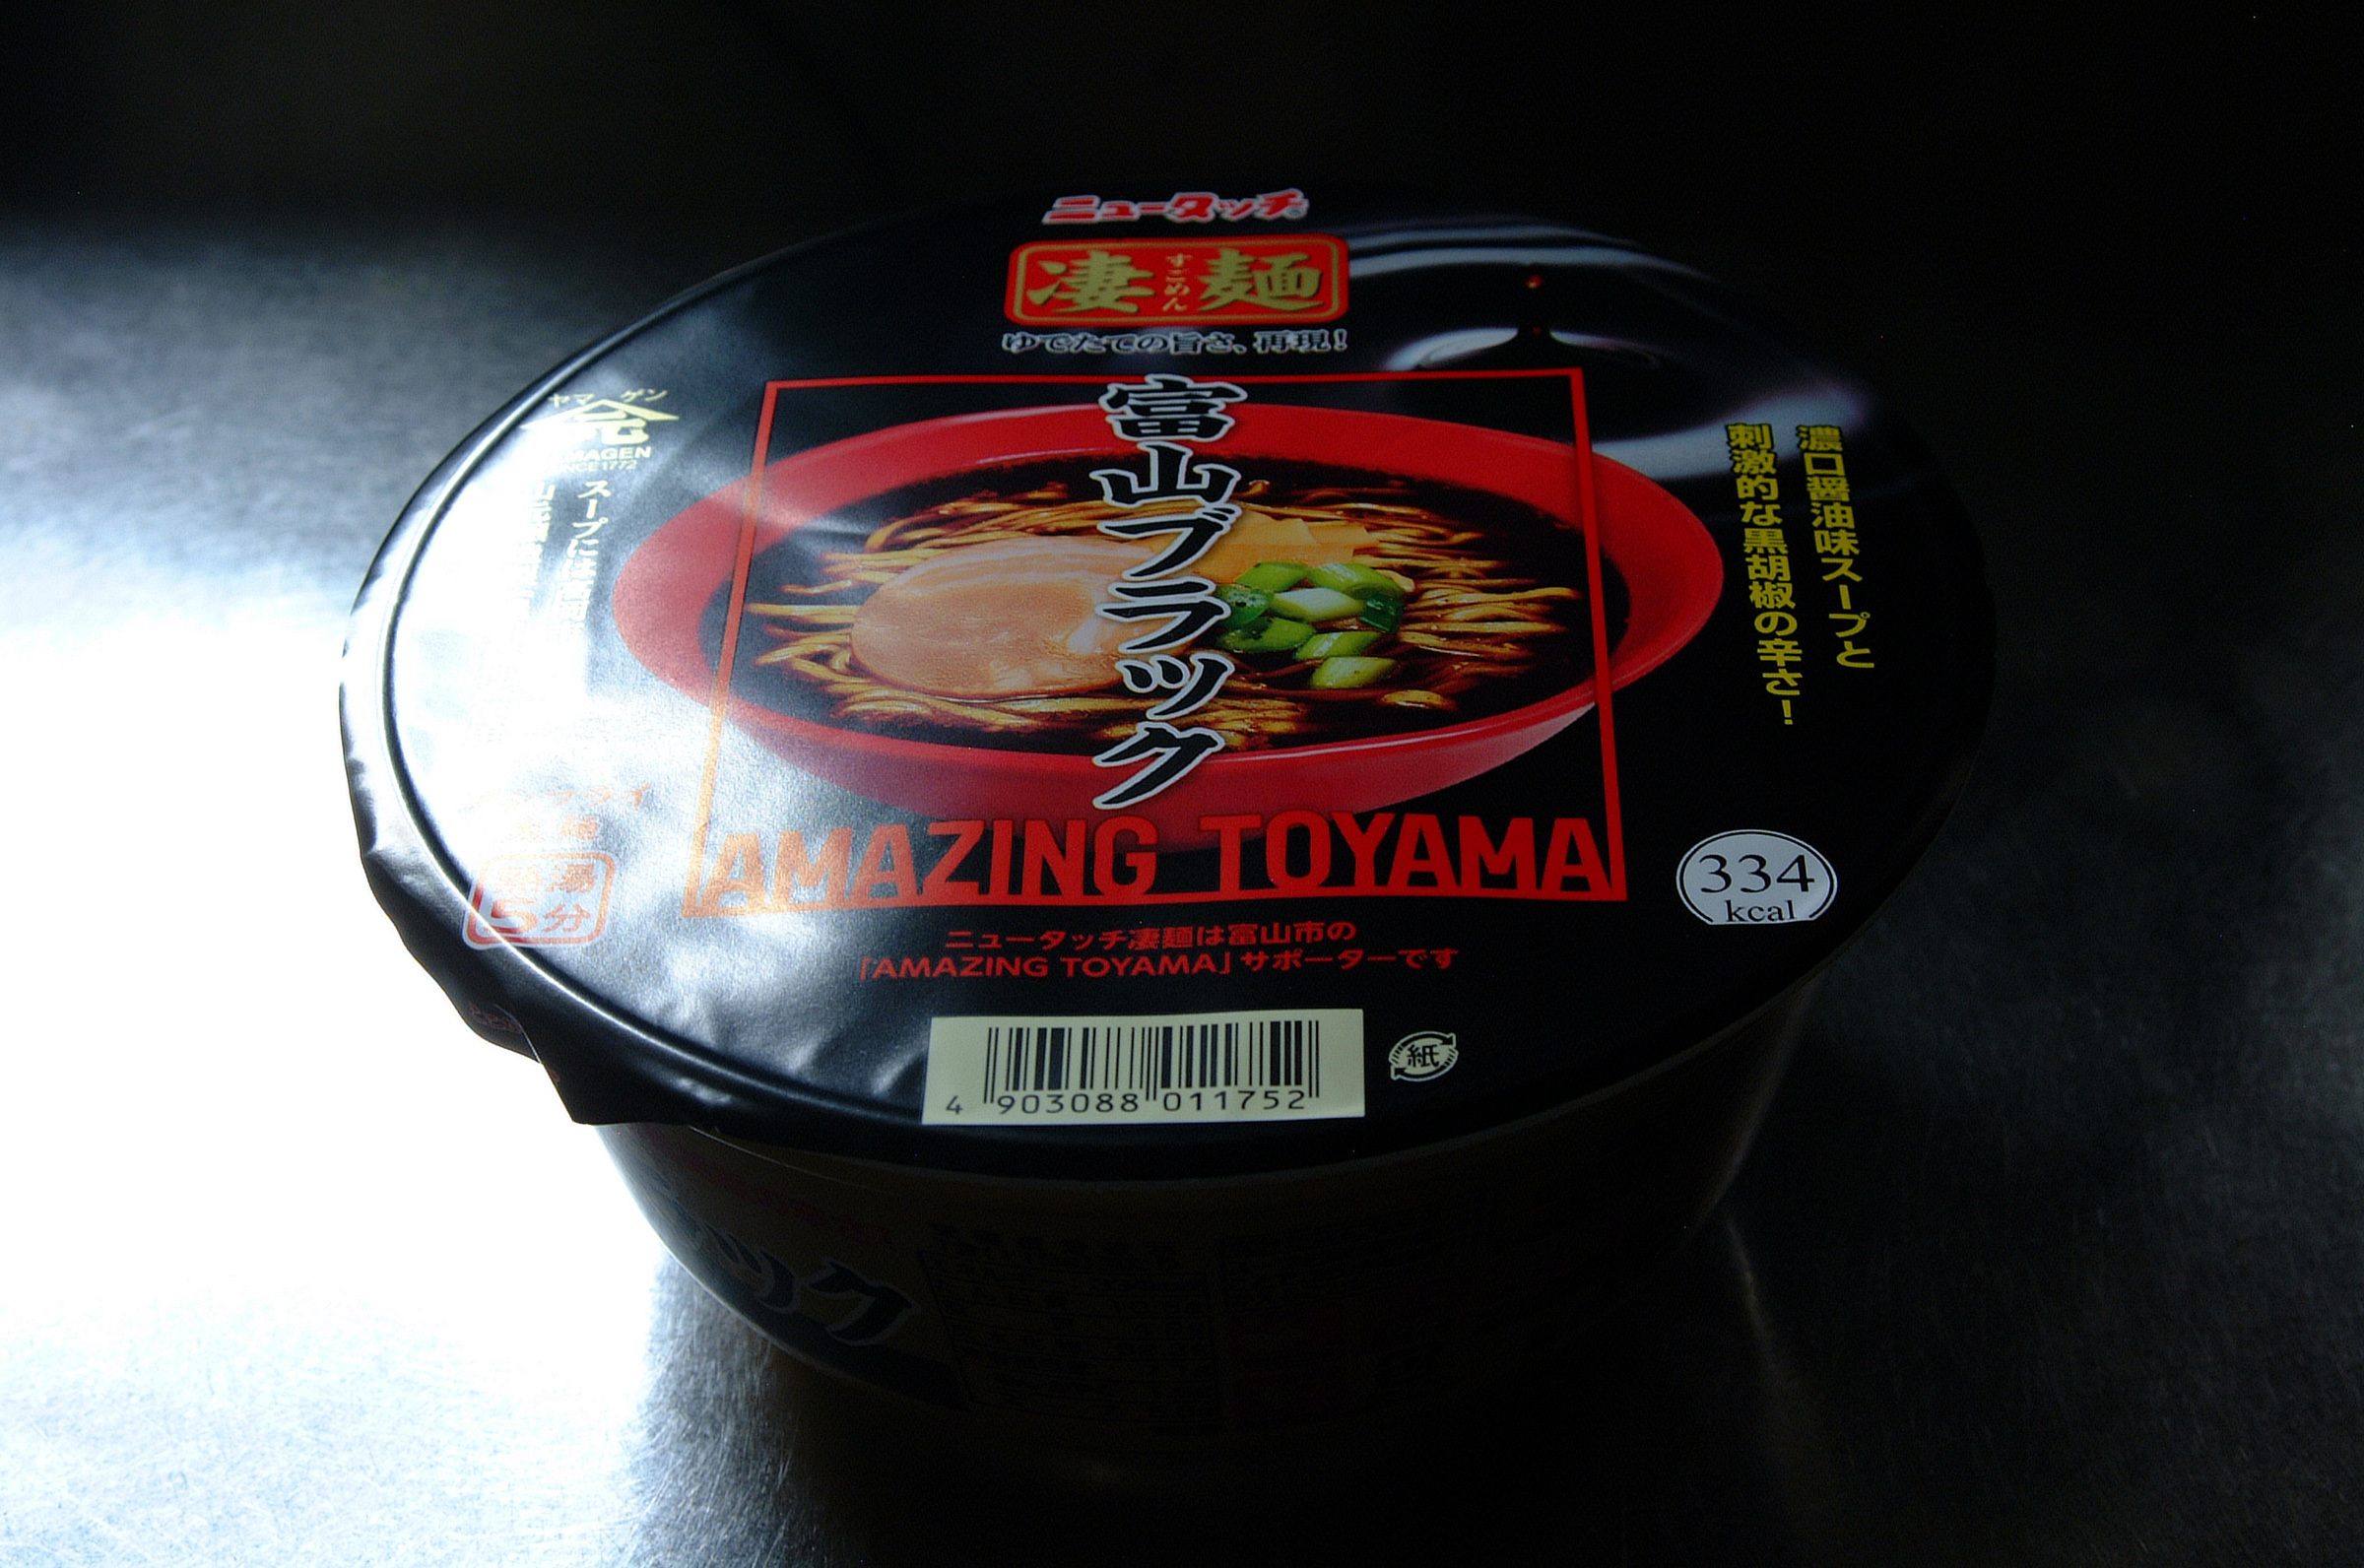 ニュータッチ
凄麺
すごめん
ゆでたての旨さ、再現!
富山ブラック
AMAZING TOYAMA
濃口醤油味スープと
刺激的な黒胡椒の辛さ!
ヤマゲン
SINCE 1772
スープに
熱湯
5分
334
kcal
ニュータッチ凄麺は富山市の
「AMAZING TOYAMA」サポーターです
4 903088 011752
紙
ック